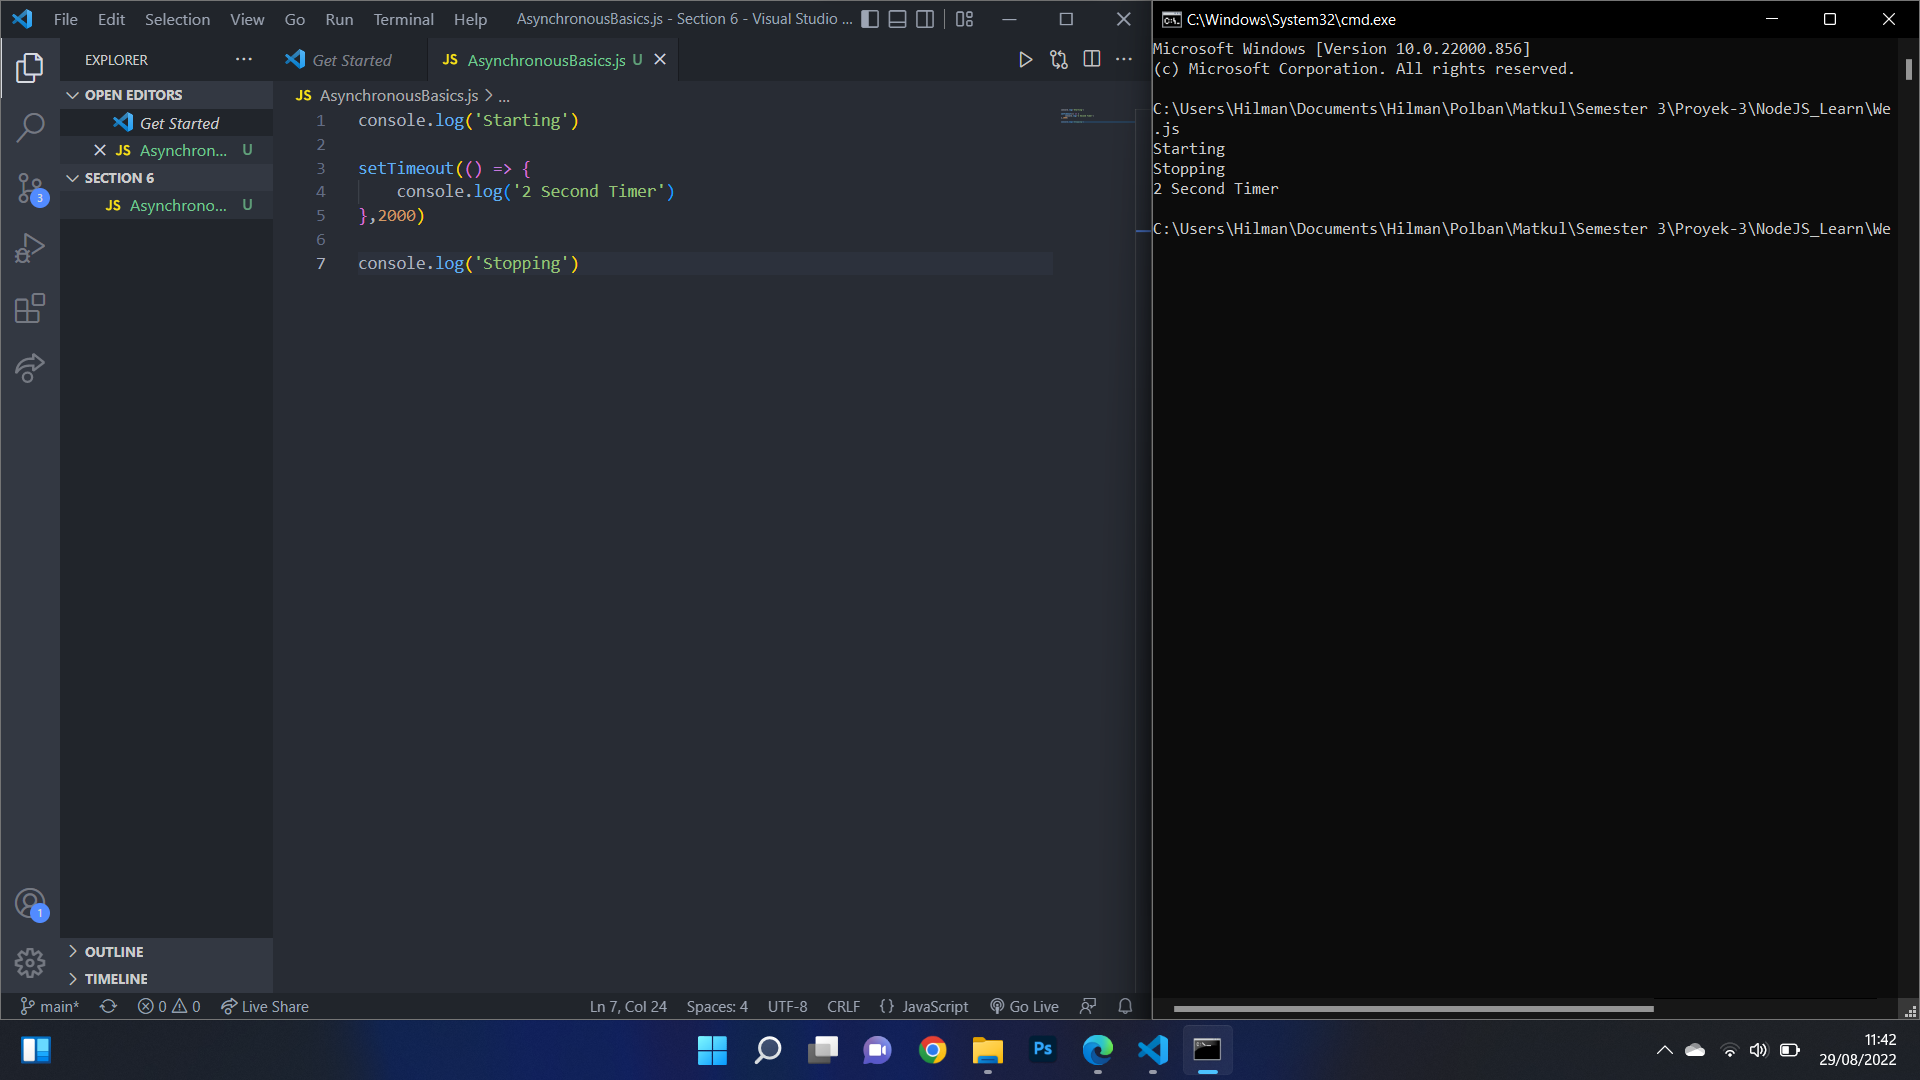 File Edit Selection View Go Run Terminal Help AsynchronousBasics.js - Section 6 - Visual Studio ...
EXPLORER
Get Started
JS AsynchronousBasics.js U
OPEN EDITORS
Get Started
JS Asynchron... U
SECTION 6
JS Asynchrono... U
JS AsynchronousBasics.js > ...
1 console.log('Starting')
2
3 setTimeout(() => {
4 console.log('2 Second Timer')
5 },2000)
6
7 console.log('Stopping')
3
1
OUTLINE
TIMELINE
main* 0 0 Live Share Ln 7, Col 24 Spaces: 4 UTF-8 CRLF {} JavaScript Go Live
C:\Windows\System32\cmd.exe
Microsoft Windows [Version 10.0.22000.856]
(c) Microsoft Corporation. All rights reserved.
C:\Users\Hilman\Documents\Hilman\Polban\Matkul\Semester 3\Proyek-3\NodeJS_Learn\We
.js
Starting
Stopping
2 Second Timer
C:\Users\Hilman\Documents\Hilman\Polban\Matkul\Semester 3\Proyek-3\NodeJS_Learn\We
Ps
11:42
29/08/2022